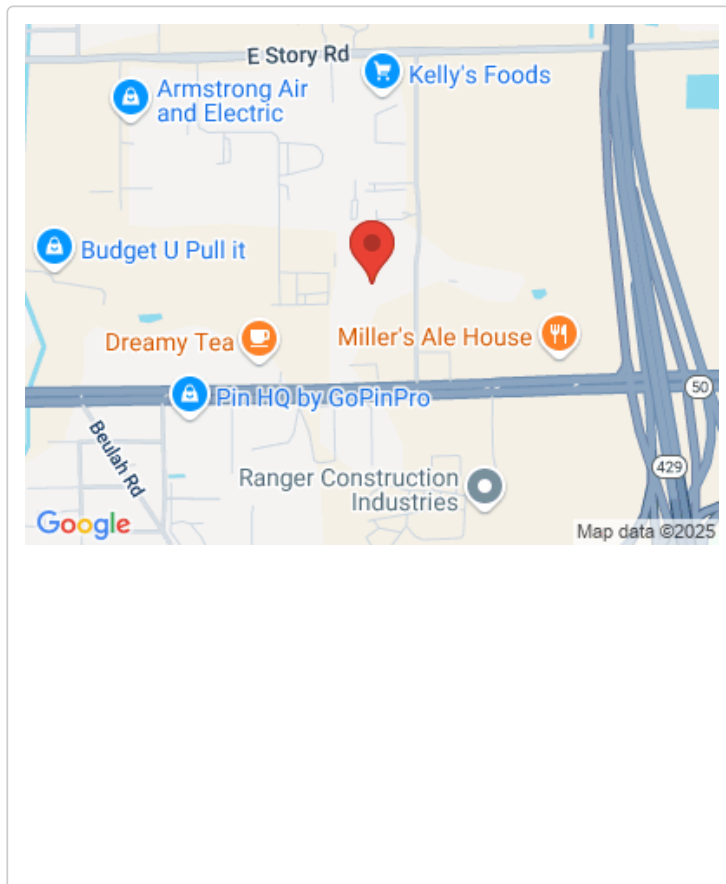 E Story Rd
Kelly's Foods
Armstrong Air
and Electric
Budget U Pull it
Dreamy Tea
Miller's Ale House
Pin HQ by GoPinPro
50
Beulah Rd
429
Ranger Construction
Industries
Google
Map data ©2025